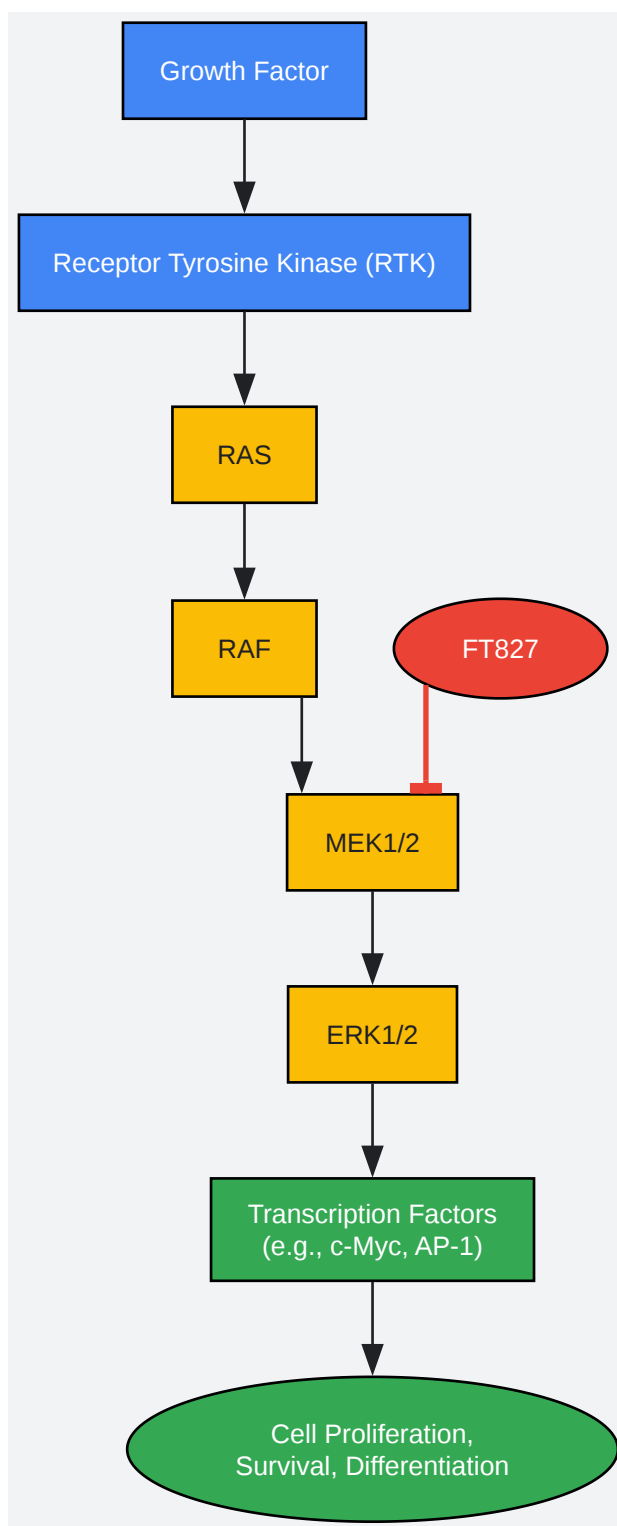 Growth Factor
Receptor Tyrosine Kinase (RTK)
RAS
RAF
FT827
MEK1/2
ERK1/2
Transcription Factors
(e.g., c-Myc, AP-1)
Cell Proliferation,
Survival, Differentiation